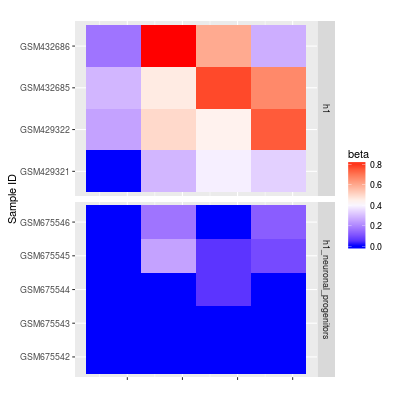 GSM432686
GSM432685
GSM429322
GSM429321
h1
GSM675546
GSM675545
GSM675544
GSM675543
GSM675542
h1_neuronal_progenitors
Sample ID
beta
0.8
0.6
0.4
0.2
0.0